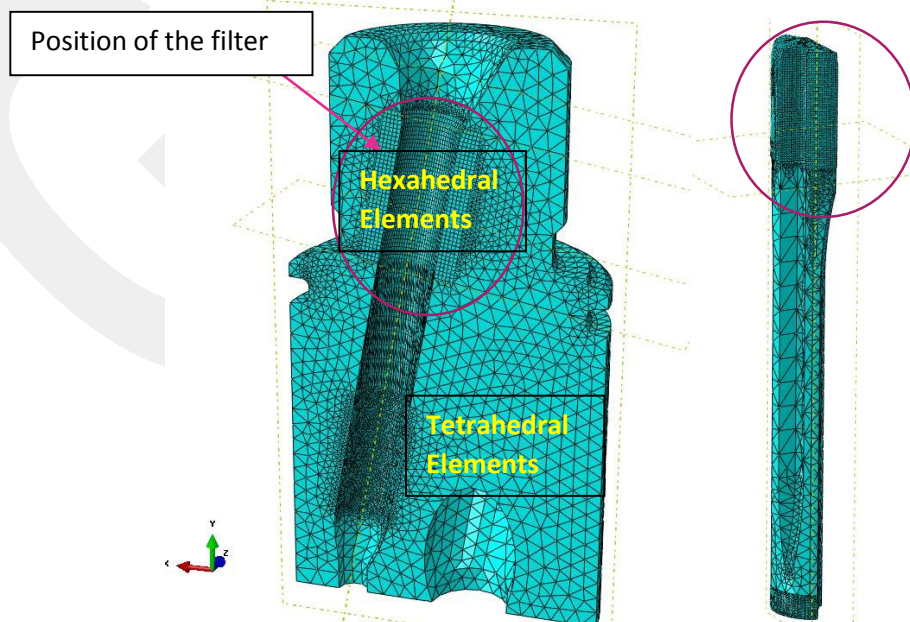 Position of the filter
Hexahedral
Elements
Tetrahedral
Elements
Y
Z